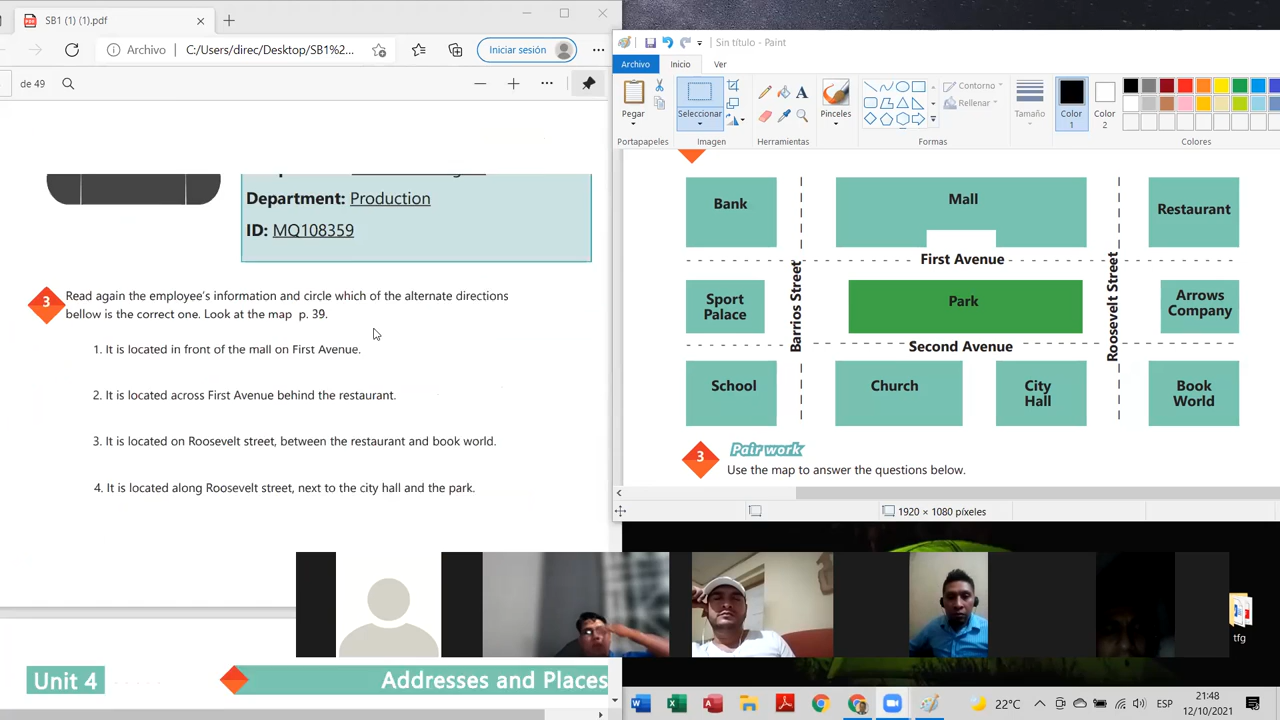 SB1 (1) (1).pdf
Archivo
C:/Users/direc/Desktop/SB1%2...
Iniciar sesión
de 49
Department: Production
ID: MQ108359
3
Read again the employee's information and circle which of the alternate directions
bellow is the correct one. Look at the map p. 39.
1. It is located in front of the mall on First Avenue.
2. It is located across First Avenue behind the restaurant.
3. It is located on Roosevelt street, between the restaurant and book world.
4. It is located along Roosevelt street, next to the city hall and the park.
Unit 4
Addresses and Places
Sin título - Paint
Archivo
Inicio
Ver
Pegar
Seleccionar
Pinceles
Contorno
Rellenar
Tamaño
Color
1
Color
2
Portapapeles
Imagen
Herramientas
Formas
Colores
Bank
Mall
Restaurant
First Avenue
Barrios Street
Roosevelt Street
Sport
Palace
Park
Arrows
Company
Second Avenue
School
Church
City
Hall
Book
World
3
Pair work
Use the map to answer the questions below.
1920 × 1080 píxeles
tfg
22°C
ESP
21:48
12/10/2021